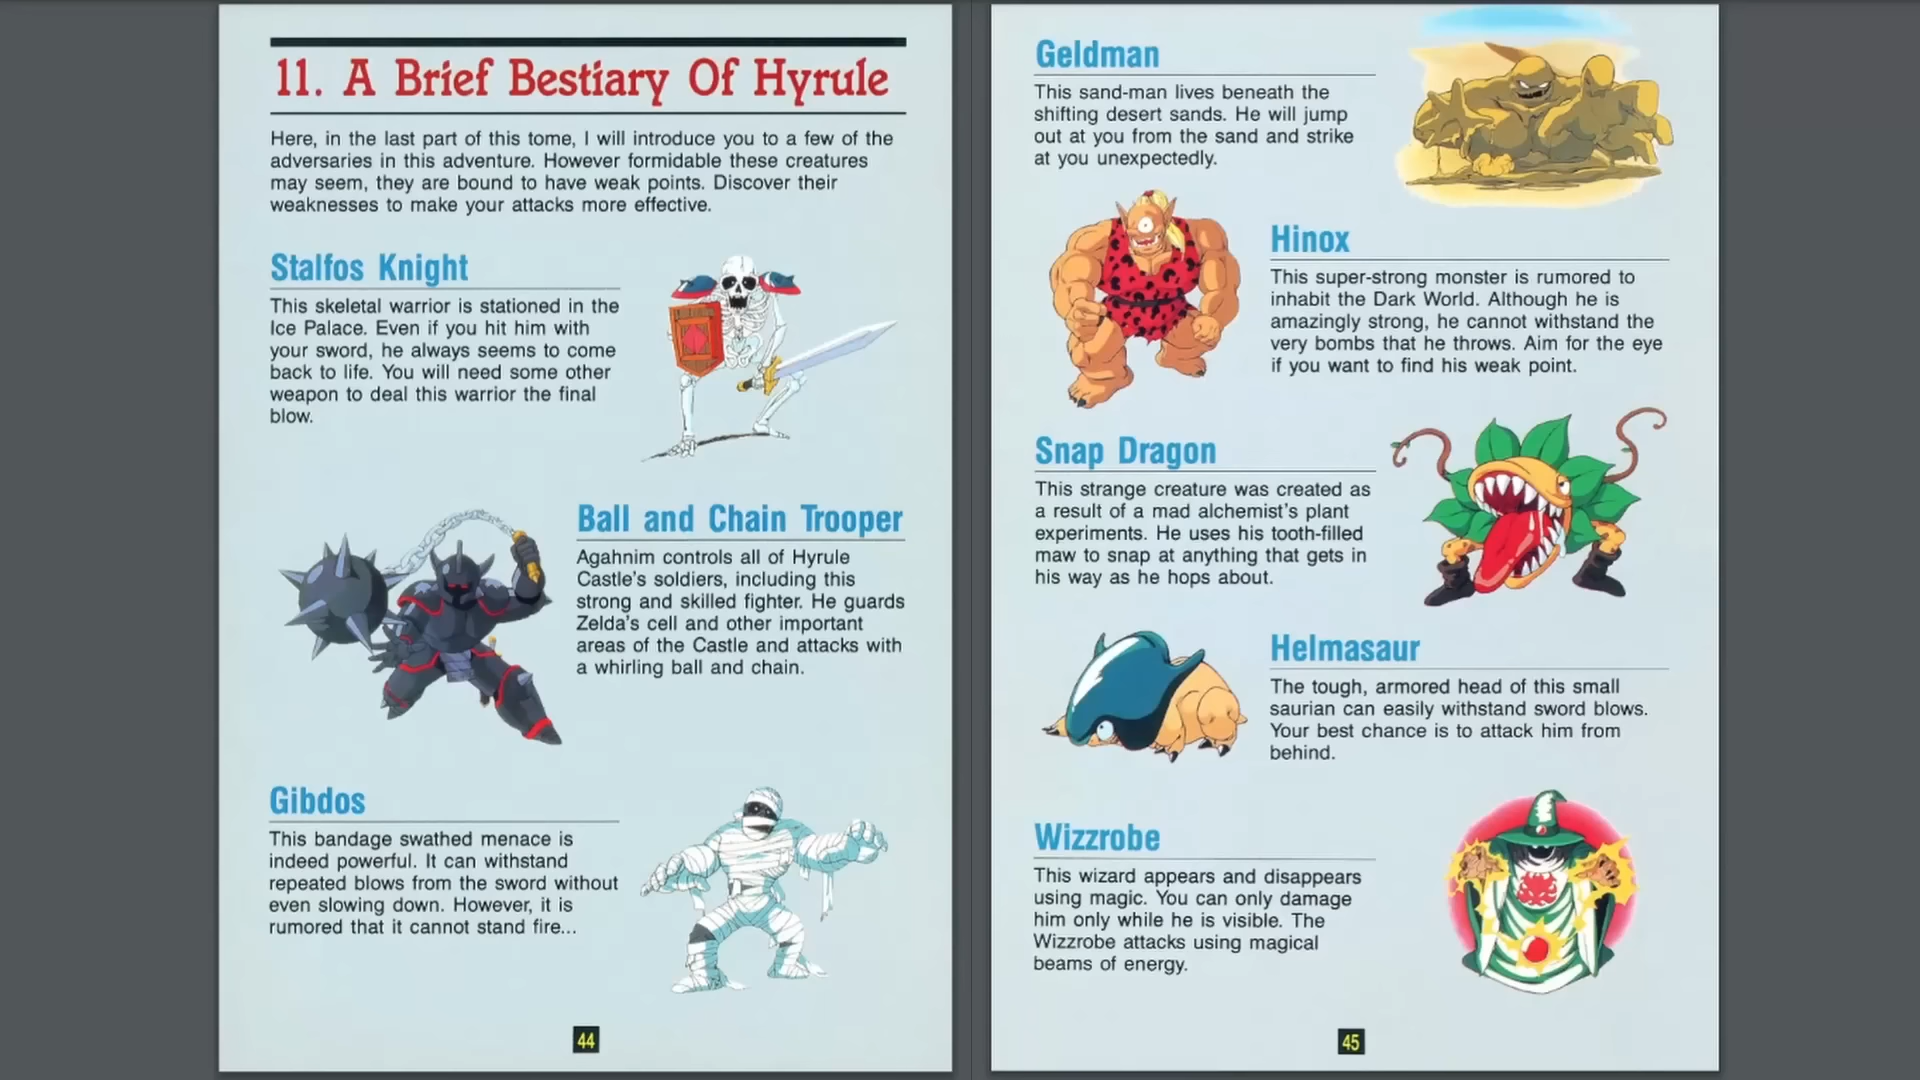 11. A Brief Bestiary Of Hyrule
Here, in the last part of this tome, I will introduce you to a few of the
adversaries in this adventure. However formidable these creatures
may seem, they are bound to have weak points. Discover their
weaknesses to make your attacks more effective.
Stalfos Knight
This skeletal warrior is stationed in the
Ice Palace. Even if you hit him with
your sword, he always seems to come
back to life. You will need some other
weapon to deal this warrior the final
blow.
Ball and Chain Trooper
Agahnim controls all of Hyrule
Castle's soldiers, including this
strong and skilled fighter. He guards
Zelda's cell and other important
areas of the Castle and attacks with
a whirling ball and chain.
Gibdos
This bandage swathed menace is
indeed powerful. It can withstand
repeated blows from the sword without
even slowing down. However, it is
rumored that it cannot stand fire...
44
Geldman
This sand-man lives beneath the
shifting desert sands. He will jump
out at you from the sand and strike
at you unexpectedly.
Hinox
This super-strong monster is rumored to
inhabit the Dark World. Although he is
amazingly strong, he cannot withstand the
very bombs that he throws. Aim for the eye
if you want to find his weak point.
Snap Dragon
This strange creature was created as
a result of a mad alchemist's plant
experiments. He uses his tooth-filled
maw to snap at anything that gets in
his way as he hops about.
Helmasaur
The tough, armored head of this small
saurian can easily withstand sword blows.
Your best chance is to attack him from
behind.
Wizzrobe
This wizard appears and disappears
using magic. You can only damage
him only while he is visible. The
Wizzrobe attacks using magical
beams of energy.
45